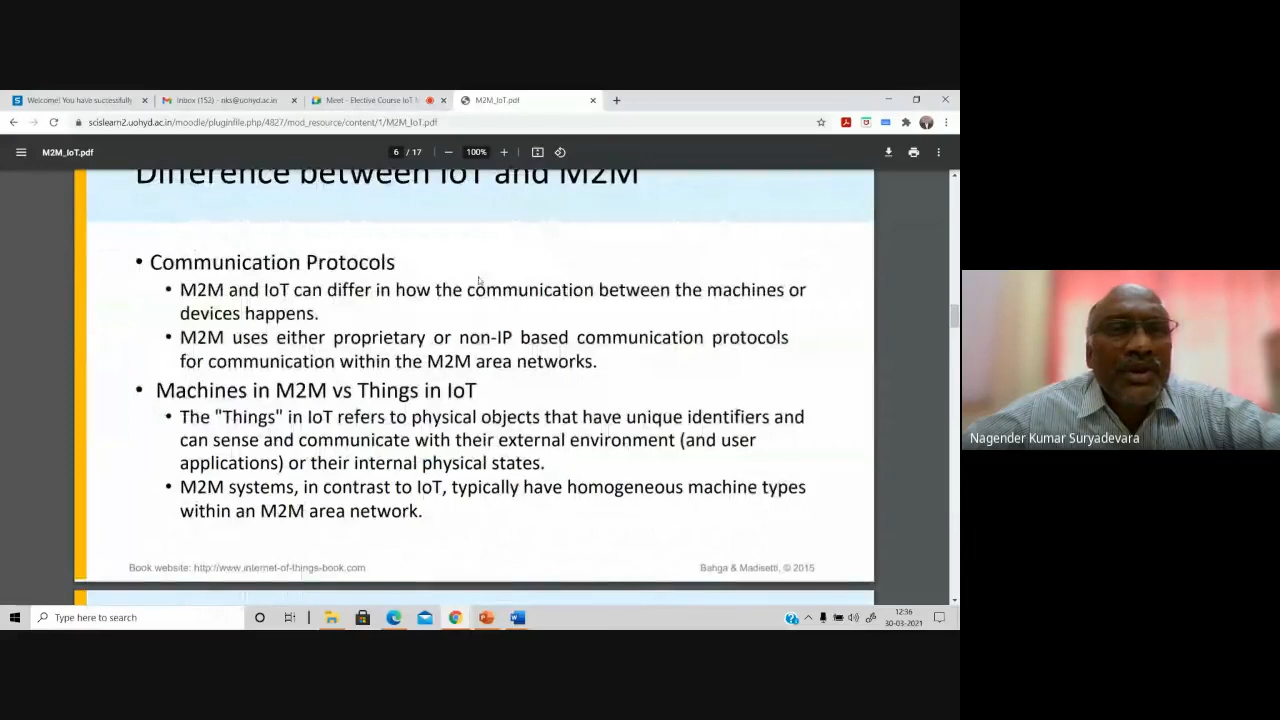 Welcome! You have successfully
Inbox (152) - nks@uohyd.ac.in
Meet - Elective Course IoT
M2M_IoT.pdf
scislearn2.uohyd.ac.in/moodle/pluginfile.php/4827/mod_resource/content/1/M2M_IoT.pdf
M2M_IoT.pdf
6 / 17
100%
Difference between IoT and M2M
• Communication Protocols
• M2M and IoT can differ in how the communication between the machines or
devices happens.
• M2M uses either proprietary or non-IP based communication protocols
for communication within the M2M area networks.
• Machines in M2M vs Things in IoT
• The "Things" in IoT refers to physical objects that have unique identifiers and
can sense and communicate with their external environment (and user
applications) or their internal physical states.
• M2M systems, in contrast to IoT, typically have homogeneous machine types
within an M2M area network.
Book website: http://www.internet-of-things-book.com
Bahga & Madisetti, © 2015
Nagender Kumar Suryadevara
Type here to search
12:36
30-03-2021